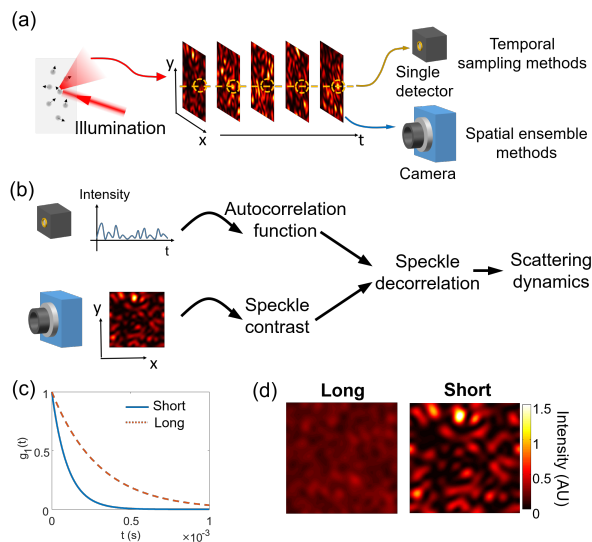 (a)
y
x
t
Illumination
Single
detector
Temporal
sampling methods
Camera
Spatial ensemble
methods
(b)
Intensity
t
Autocorrelation
function
y
x
Speckle
contrast
Speckle
decorrelation
Scattering
dynamics
(c)
1
0.5
0
g₁(t)
Short
Long
0
0.5
1
×10⁻³
t (s)
(d)
Long
Short
1.5
1
0.5
0
Intensity (AU)